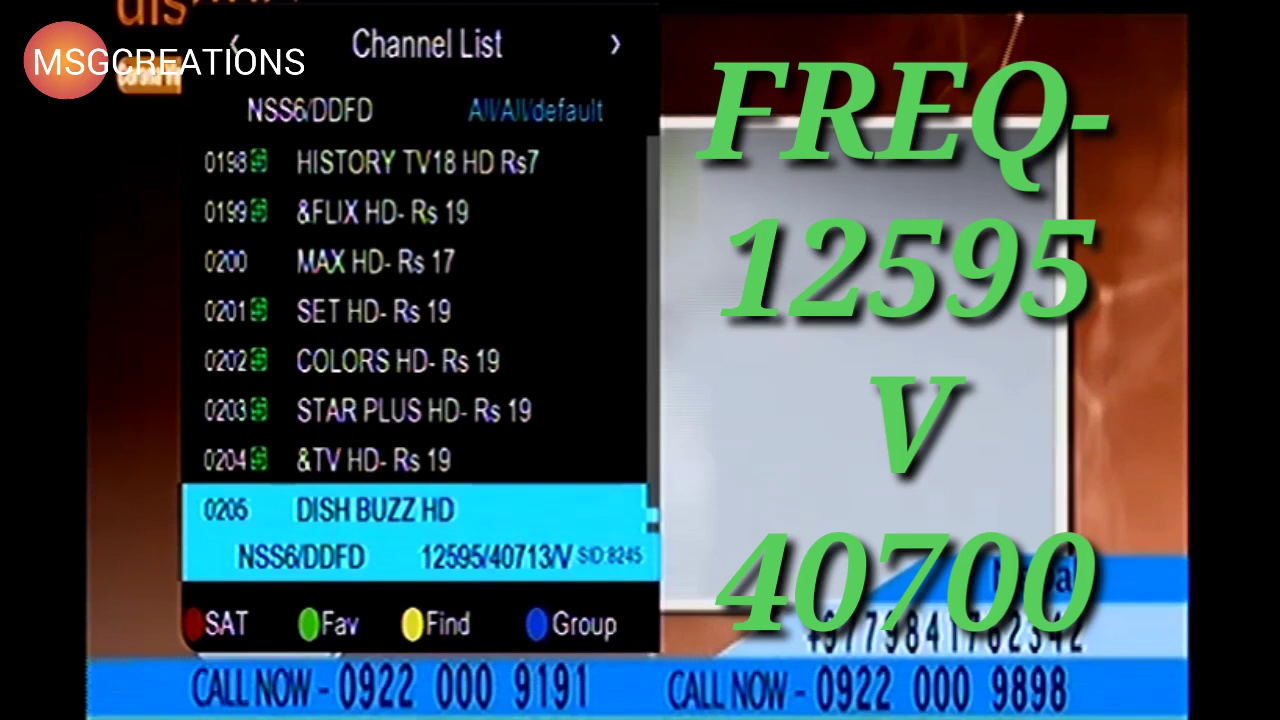 MSGCREATIONS
Channel List
NSS6/DDFD All/All/default
0198 $ HISTORY TV18 HD Rs7
0199 $ &FLIX HD- Rs 19
0200 MAX HD- Rs 17
0201 $ SET HD- Rs 19
0202 $ COLORS HD- Rs 19
0203 $ STAR PLUS HD- Rs 19
0204 $ &TV HD- Rs 19
0205 DISH BUZZ HD
NSS6/DDFD 12595/40713/V SID:8245
SAT Fav Find Group
FREQ-
12595
V
40700
CALL NOW - 0922 000 9191 CALL NOW - 0922 000 9898